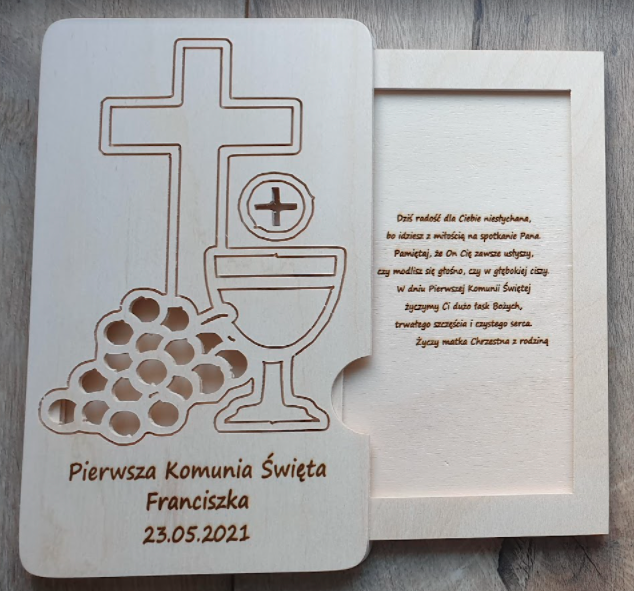 Pierwsza Komunia Święta
Franciszka
23.05.2021
Dziś radość dla Ciebie niesłychana,
bo idziesz z miłością na spotkanie Pana.
Pamiętaj, że On Cię zawsze usłyszy,
czy modlisz się głośno, czy w głębokiej ciszy.
W dniu Pierwszej Komunii Świętej
życzymy Ci dużo łask Bożych,
trwałego szczęścia i czystego serca.
Życzy matka Chrzestna z rodziną